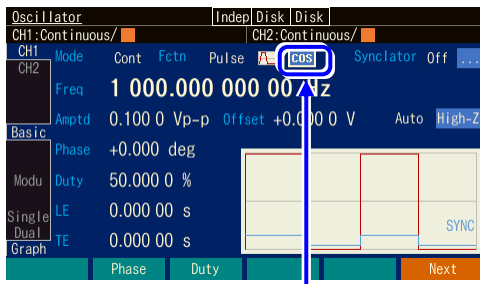 Oscillator Indep Disk Disk
CH1:Continuous/ CH2:Continuous/
CH1 Mode Cont Fctn Pulse COS Synclator Off ...
CH2
Freq 1 000.000 000 00 Hz
Amptd 0.100 0 Vp-p Offset +0.000 0 V Auto High-Z
Basic
Phase +0.000 deg
Modu Duty 50.000 0 %
Single LE 0.000 00 s
SYNC
Dual
Graph TE 0.000 00 s
Phase Duty Next